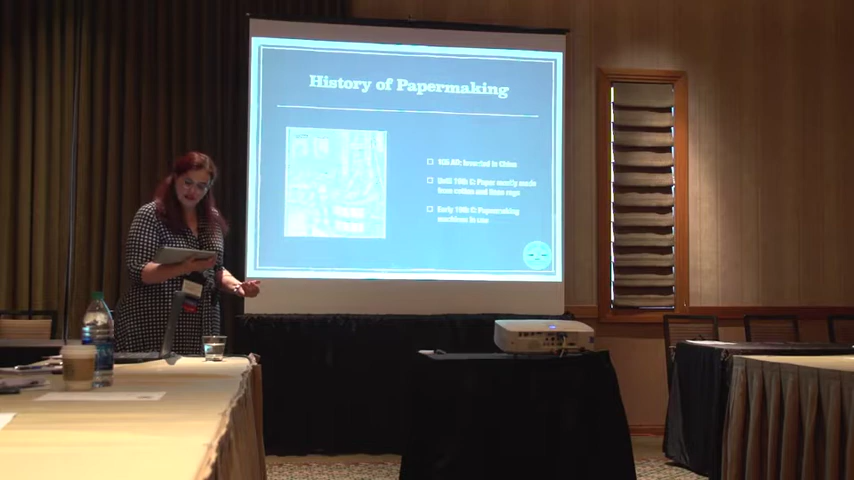 History of Papermaking
105 AD: Invented in China
Until 19th C: Paper mostly made
from cotton and linen rags
Early 19th C: Papermaking
machines in use